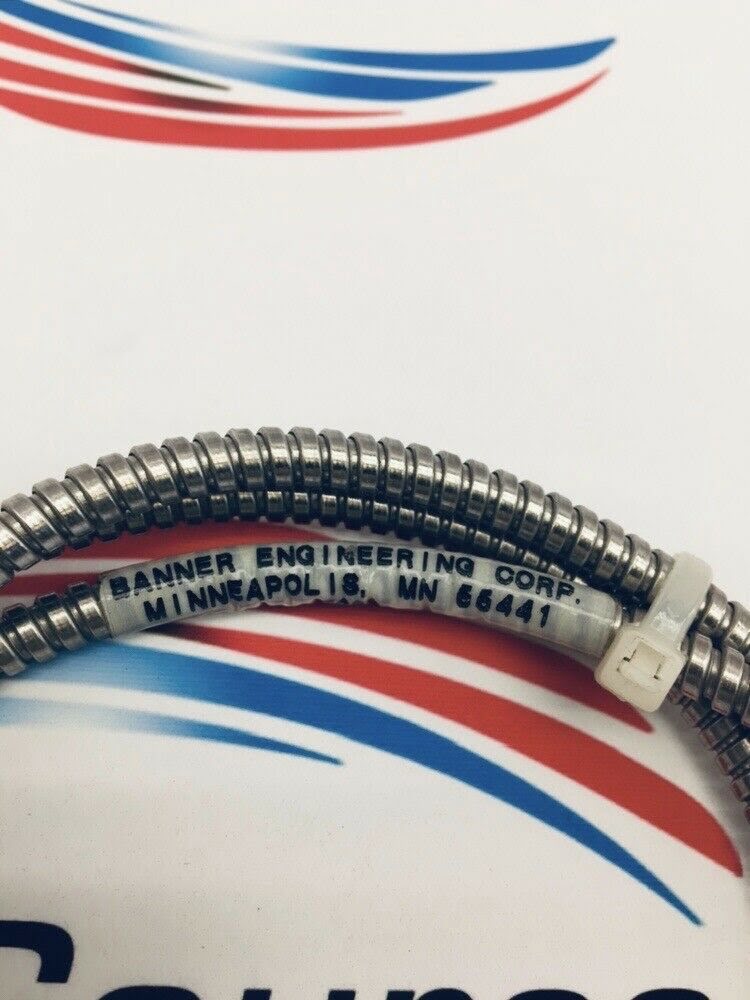 BANNER ENGINEERING CORP.
MINNEAPOLIS, MN 55441